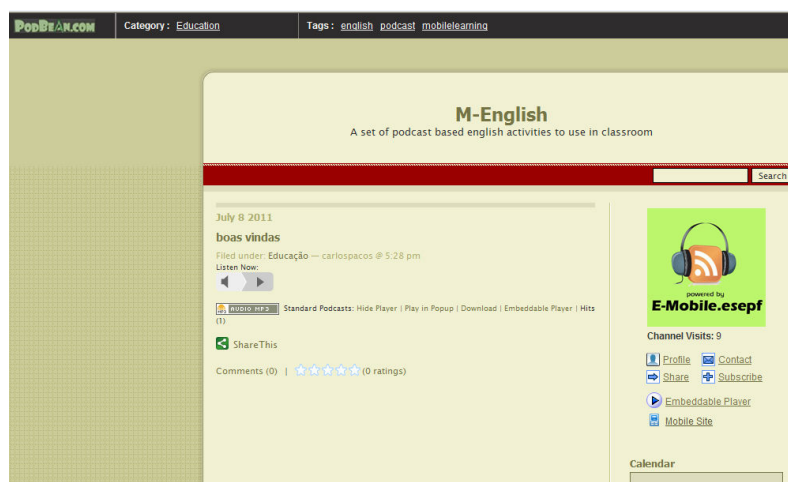 PODBEAN.COM Category : Education Tags : english podcast mobilelearning
M-English
A set of podcast based english activities to use in classroom
Search
July 8 2011
boas vindas
Filed under: Educação — carlospacos @ 5:28 pm
Listen Now:
AUDIO MP3 Standard Podcasts: Hide Player | Play in Popup | Download | Embeddable Player | Hits
(1)
ShareThis
Comments (0) | (0 ratings)
powered by
E-Mobile.esepf
Channel Visits: 9
Profile Contact
Share Subscribe
Embeddable Player
Mobile Site
Calendar